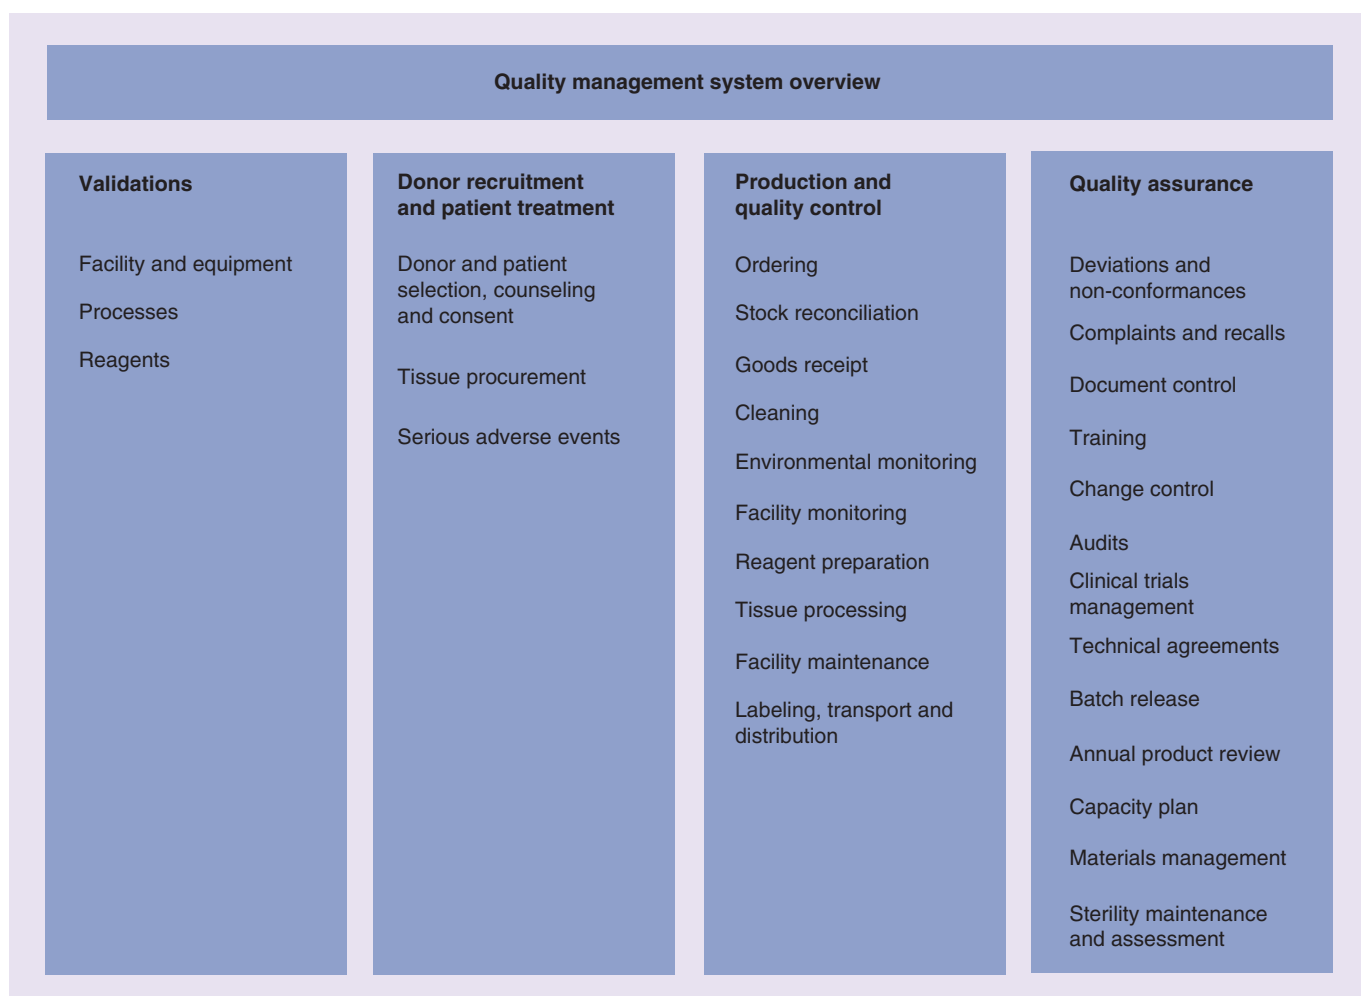 Quality management system overview
Validations
Facility and equipment
Processes
Reagents
Donor recruitment
and patient treatment
Donor and patient
selection, counseling
and consent
Tissue procurement
Serious adverse events
Production and
quality control
Ordering
Stock reconciliation
Goods receipt
Cleaning
Environmental monitoring
Facility monitoring
Reagent preparation
Tissue processing
Facility maintenance
Labeling, transport and
distribution
Quality assurance
Deviations and
non-conformances
Complaints and recalls
Document control
Training
Change control
Audits
Clinical trials
management
Technical agreements
Batch release
Annual product review
Capacity plan
Materials management
Sterility maintenance
and assessment